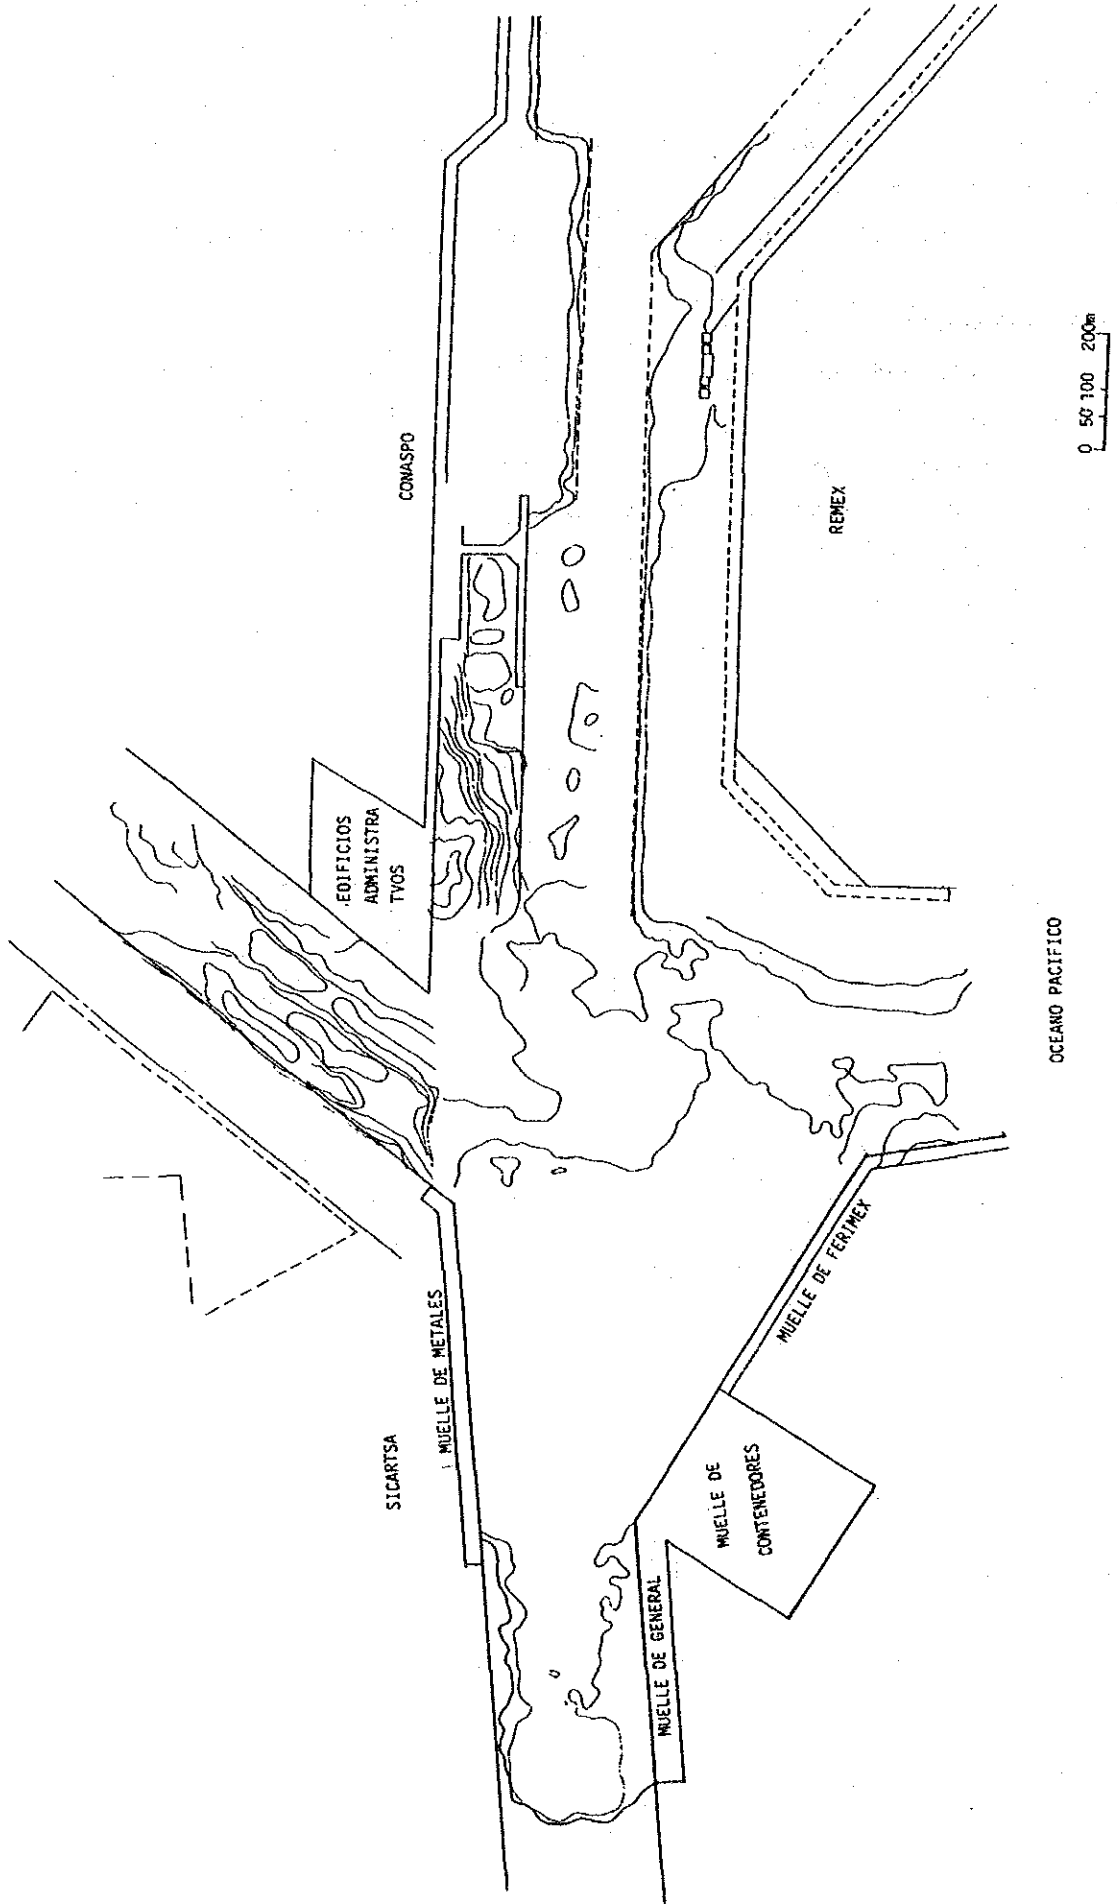 CONASPO
EDIFICIOS
ADMINISTRA
TVOS
REMEX
0 50 100 200m
SICARTSA
MUELLE DE METALES
OCEANO PACIFICO
MUELLE DE FERIMEX
MUELLE DE
CONTENEDORES
MUELLE DE GENERAL